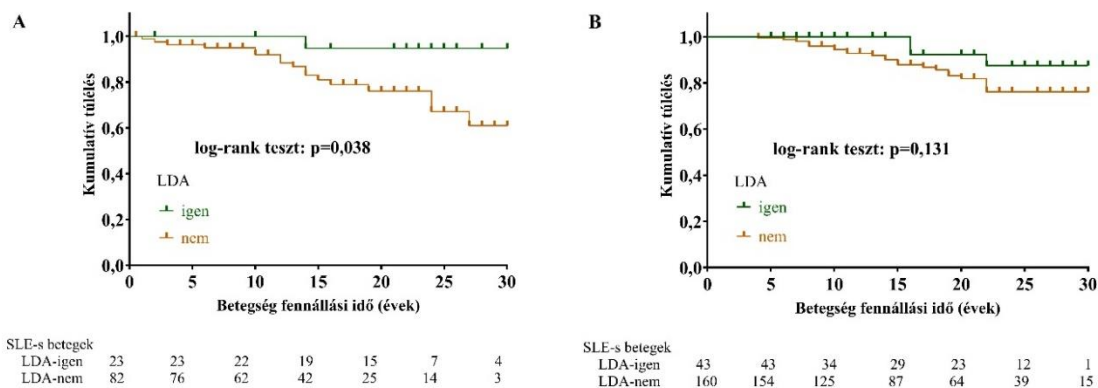 A
1,0
0,8
0,6
0,4
0,2
0,0
Kumulatív túlélés
log-rank teszt: p=0,038
LDA
igen
nem
0 5 10 15 20 25 30
Betegség fennállási idő (évek)
SLE-s betegek
LDA-igen 23 23 22 19 15 7 4
LDA-nem 82 76 62 42 25 14 3
B
1,0
0,8
0,6
0,4
0,2
0,0
Kumulatív túlélés
log-rank teszt: p=0,131
LDA
igen
nem
0 5 10 15 20 25 30
Betegség fennállási idő (évek)
SLE-s betegek
LDA-igen 43 43 34 29 23 12 1
LDA-nem 160 154 125 87 64 39 15